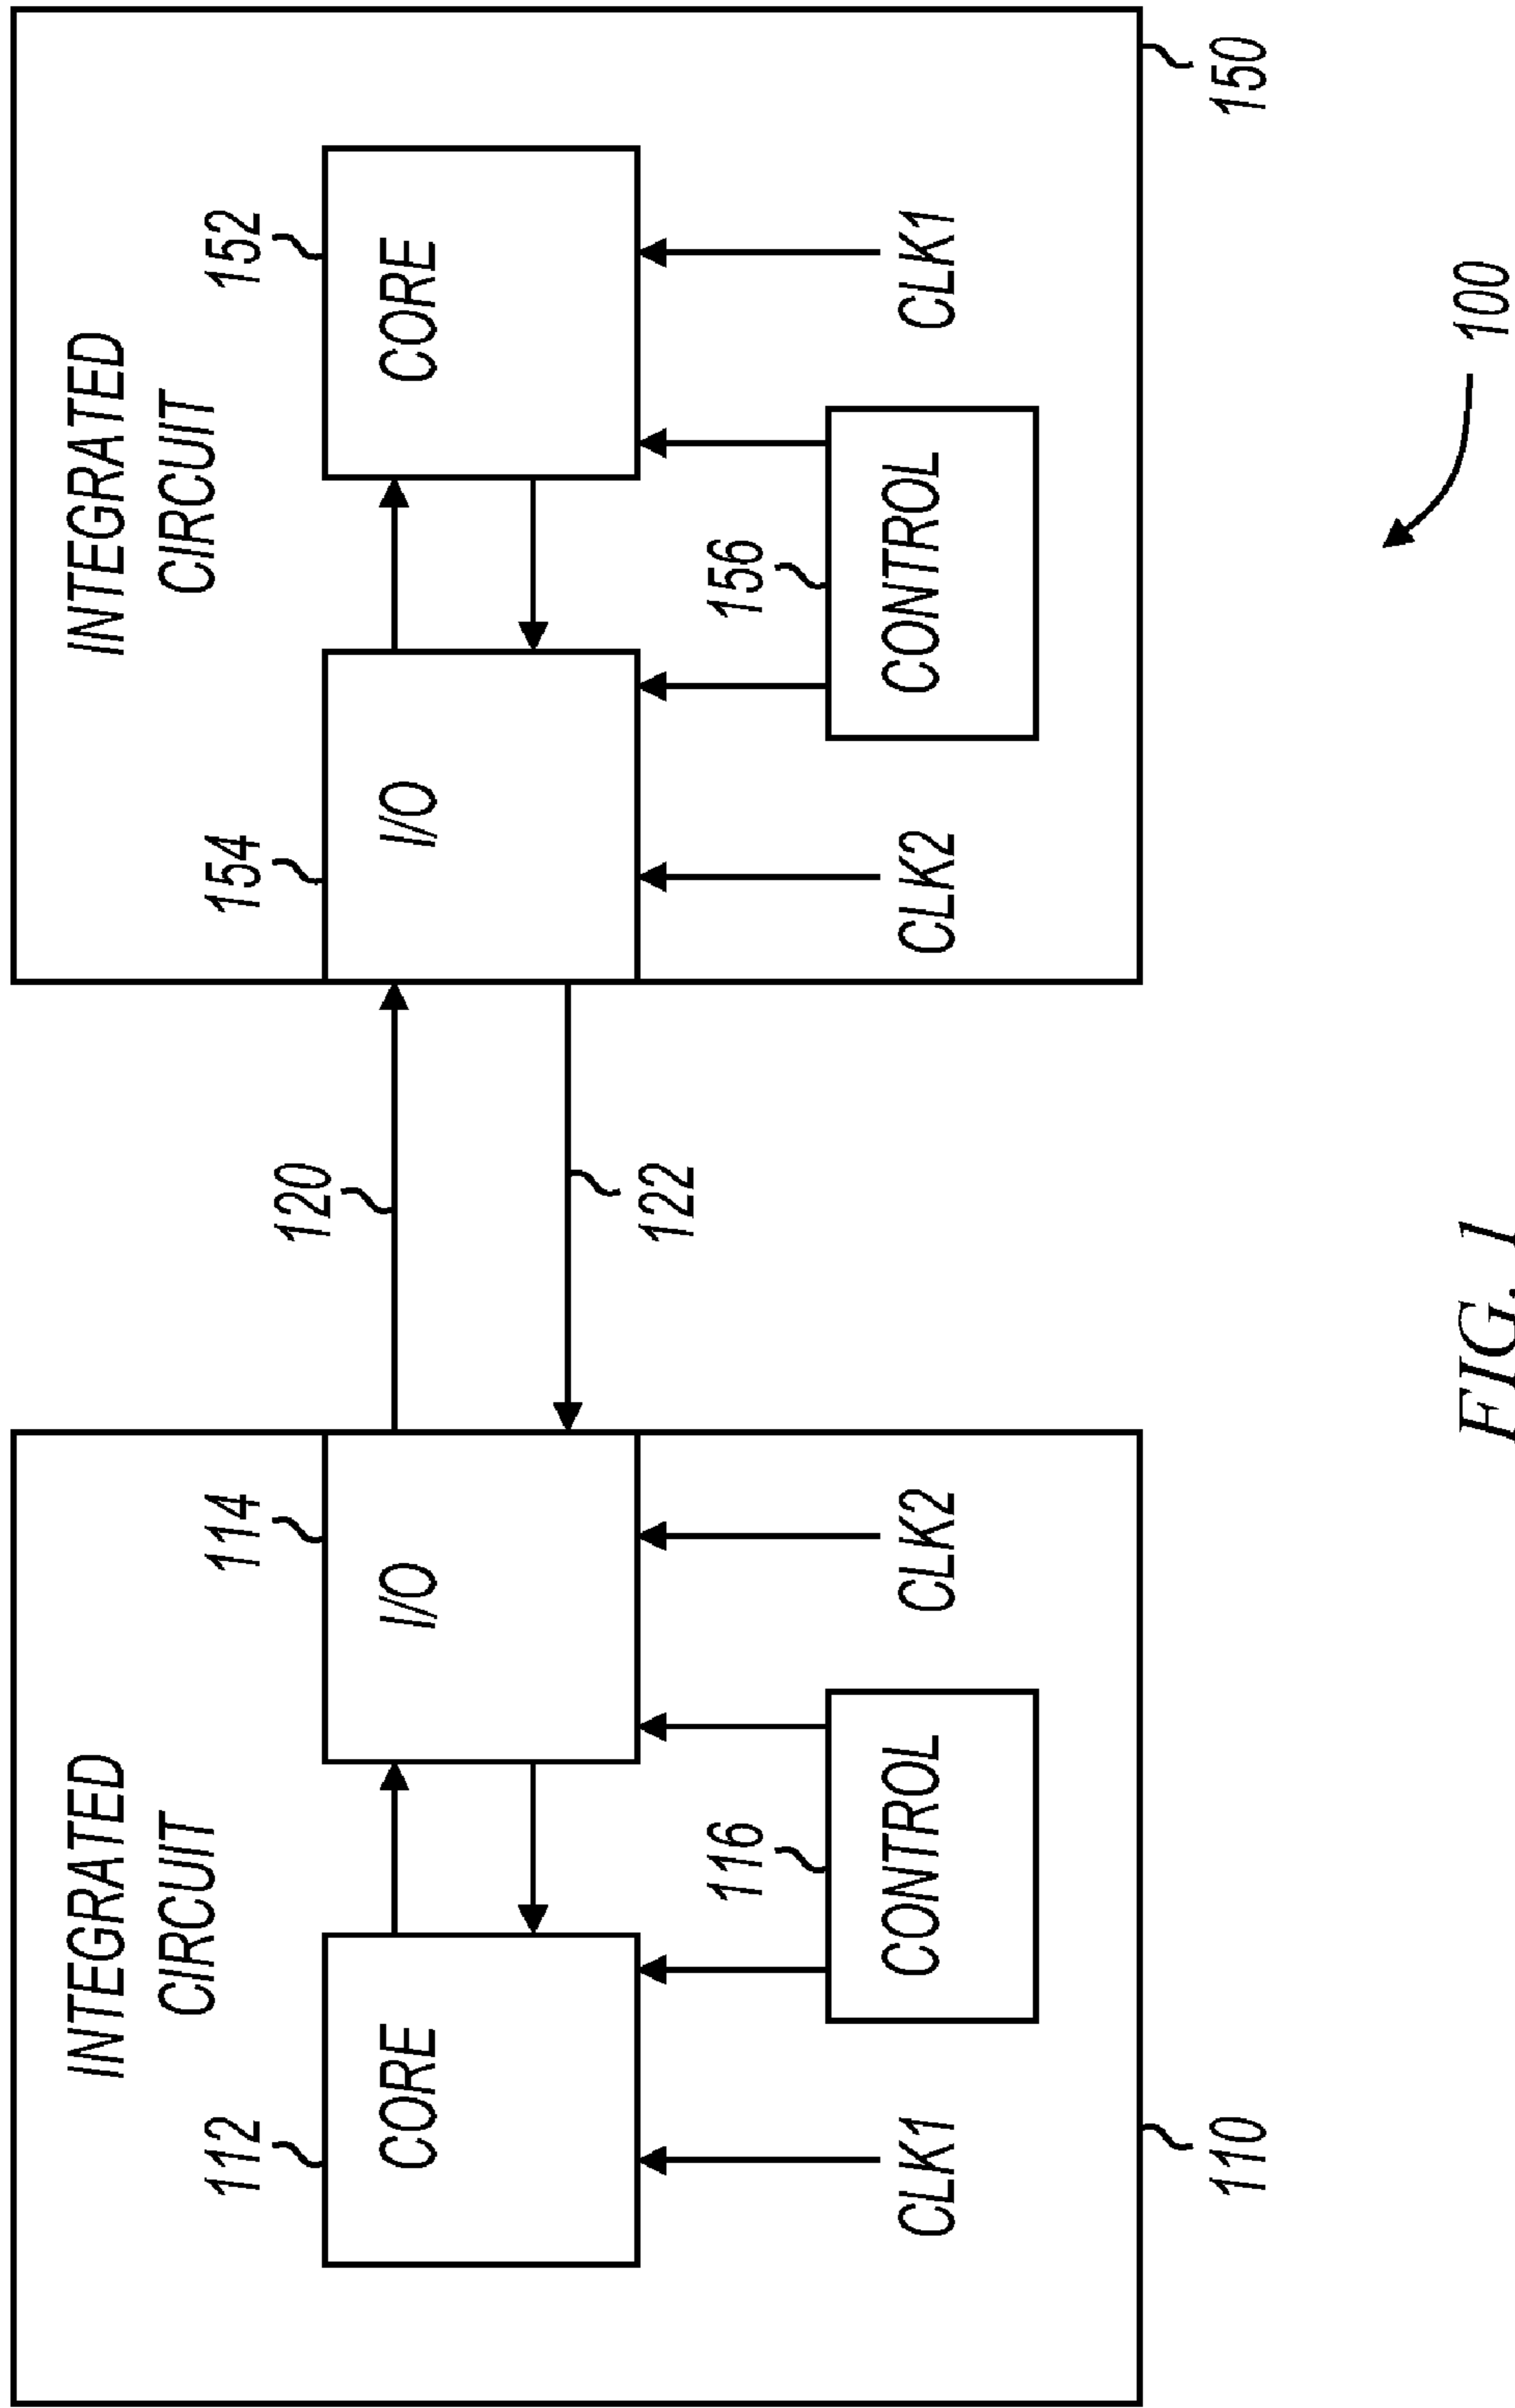 INTEGRATED
CIRCUIT
112
114
CORE
I/O
116
CONTROL
CLK1
CLK2
110
120
122
INTEGRATED
CIRCUIT
154
152
I/O
CORE
156
CONTROL
CLK2
CLK1
150
100
FIG. 1